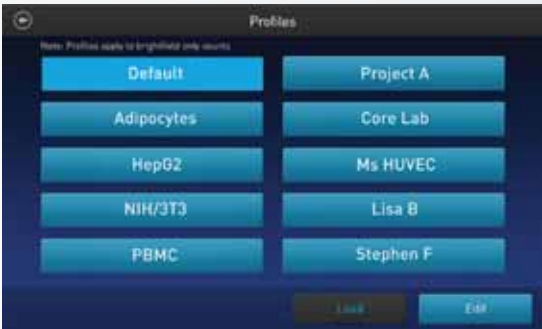 Profiles
Note: Profiles apply to brightfield only counts
Default
Project A
Adipocytes
Core Lab
HepG2
Ms HUVEC
NIH/3T3
Lisa B
PBMC
Stephen F
Load
Edit